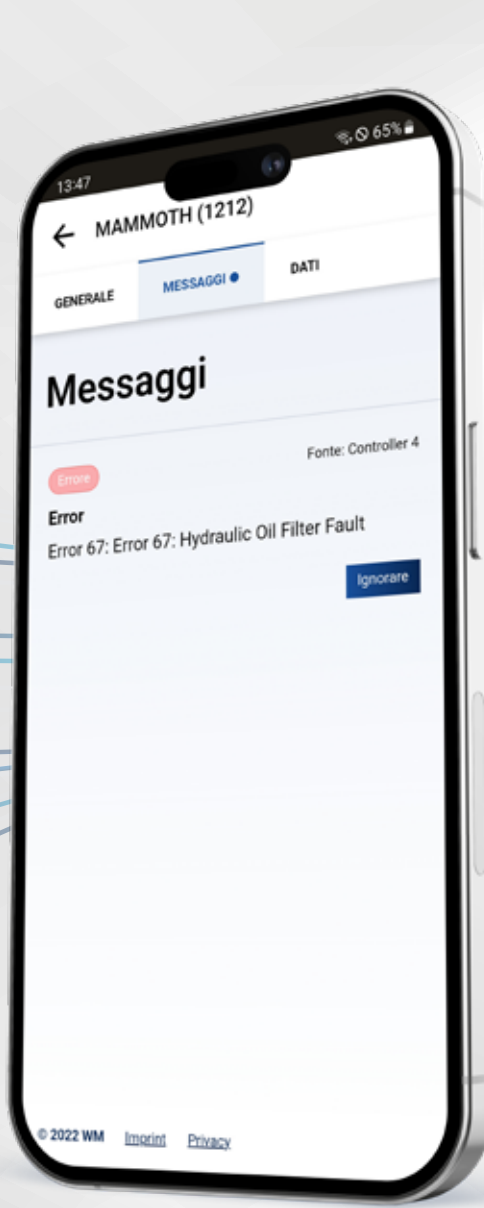 13:47
65%
MAMMOTH (1212)
GENERALE
MESSAGGI
DATI
Messaggi
Errore
Fonte: Controller 4
Error
Error 67: Error 67: Hydraulic Oil Filter Fault
Ignorare
© 2022 WM Imprint Privacy